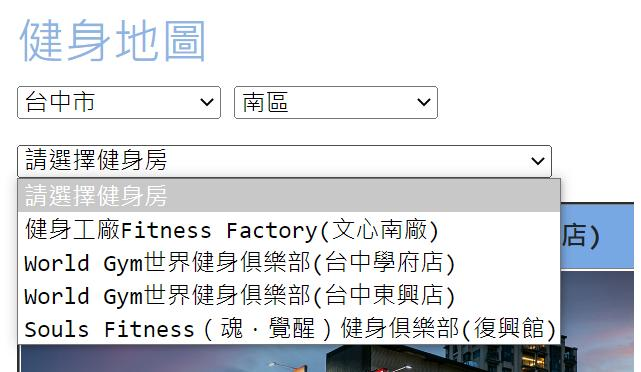 健身地圖
台中市 南區
請選擇健身房
請選擇健身房
健身工廠Fitness Factory(文心南廠)
店)
World Gym世界健身俱樂部(台中學府店)
World Gym世界健身俱樂部(台中東興店)
Souls Fitness（魂．覺醒）健身俱樂部(復興館)